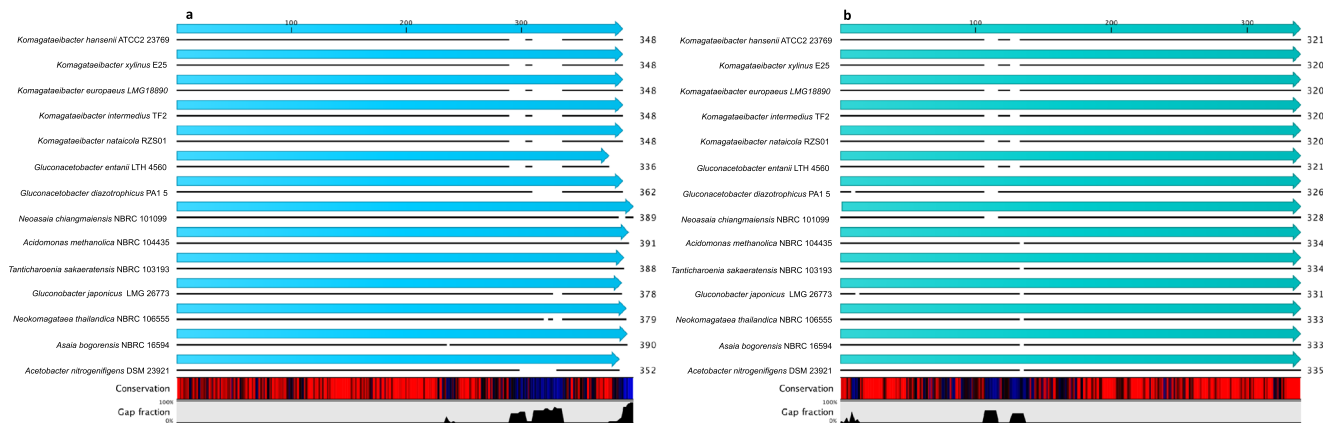 a
100 200 300
Komagataeibacter hansenii ATCC2 23769 348
Komagataeibacter xylinus E25 348
Komagataeibacter europaeus LMG18890 348
Komagataeibacter intermedius TF2 348
Komagataeibacter nataicola RZS01 348
Gluconacetobacter entanii LTH 4560 336
Gluconacetobacter diazotrophicus PA1 5 362
Neoasaia chiangmaiensis NBRC 101099 389
Acidomonas methanolica NBRC 104435 391
Tanticharoenia sakaeratensis NBRC 103193 388
Gluconobacter japonicus LMG 26773 378
Neokomagataea thailandica NBRC 106555 379
Asaia bogorensis NBRC 16594 390
Acetobacter nitrogenifigens DSM 23921 352
Conservation
100%
Gap fraction
0%
b
100 200 300
Komagataeibacter hansenii ATCC2 23769 321
Komagataeibacter xylinus E25 320
Komagataeibacter europaeus LMG18890 320
Komagataeibacter intermedius TF2 320
Komagataeibacter nataicola RZS01 320
Gluconacetobacter entanii LTH 4560 321
Gluconacetobacter diazotrophicus PA1 5 326
Neoasaia chiangmaiensis NBRC 101099 328
Acidomonas methanolica NBRC 104435 334
Tanticharoenia sakaeratensis NBRC 103193 334
Gluconobacter japonicus LMG 26773 331
Neokomagataea thailandica NBRC 106555 333
Asaia bogorensis NBRC 16594 333
Acetobacter nitrogenifigens DSM 23921 335
Conservation
100%
Gap fraction
0%